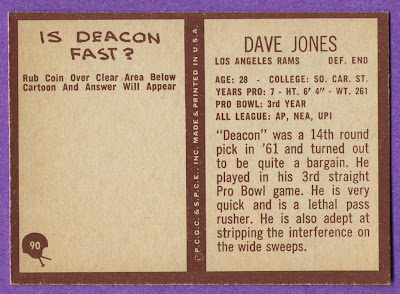 IS DEACON
FAST?
Rub Coin Over Clear Area Below
Cartoon And Answer Will Appear
90
©P.C.G.C. & S.P.C.E., INC. MADE & PRINTED IN U.S.A
DAVE JONES
LOS ANGELES RAMS DEF. END
AGE: 28 - COLLEGE: SO. CAR. ST.
YEARS PRO: 7 - HT. 6' 4" - WT. 261
PRO BOWL: 3rd YEAR
ALL LEAGUE: AP, NEA, UPI
"Deacon" was a 14th round
pick in '61 and turned out
to be quite a bargain. He
played in his 3rd straight
Pro Bowl game. He is very
quick and is a lethal pass
rusher. He is also adept at
stripping the interference on
the wide sweeps.